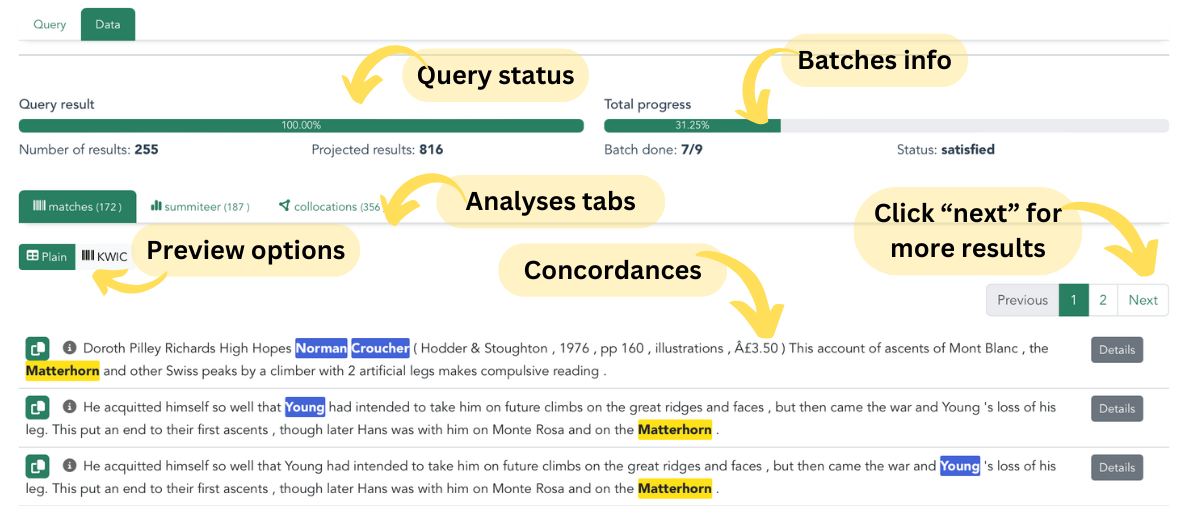 Query Data
Query status
Batches info
Query result
Total progress
100.00%
31.25%
Number of results: 255 Projected results: 816
Batch done: 7/9 Status: satisfied
matches (172 ) summiteer (187 ) collocations (356
Analyses tabs
Click “next” for
more results
Plain KWIC
Preview options
Concordances
Previous 1 2 Next
Doroth Pilley Richards High Hopes Norman Croucher ( Hodder & Stoughton , 1976 , pp 160 , illustrations , Â£3.50 ) This account of ascents of Mont Blanc , the
Matterhorn and other Swiss peaks by a climber with 2 artificial legs makes compulsive reading .
Details
He acquitted himself so well that Young had intended to take him on future climbs on the great ridges and faces , but then came the war and Young 's loss of his
leg. This put an end to their first ascents , though later Hans was with him on Monte Rosa and on the Matterhorn .
Details
He acquitted himself so well that Young had intended to take him on future climbs on the great ridges and faces , but then came the war and Young 's loss of his
leg. This put an end to their first ascents , though later Hans was with him on Monte Rosa and on the Matterhorn .
Details